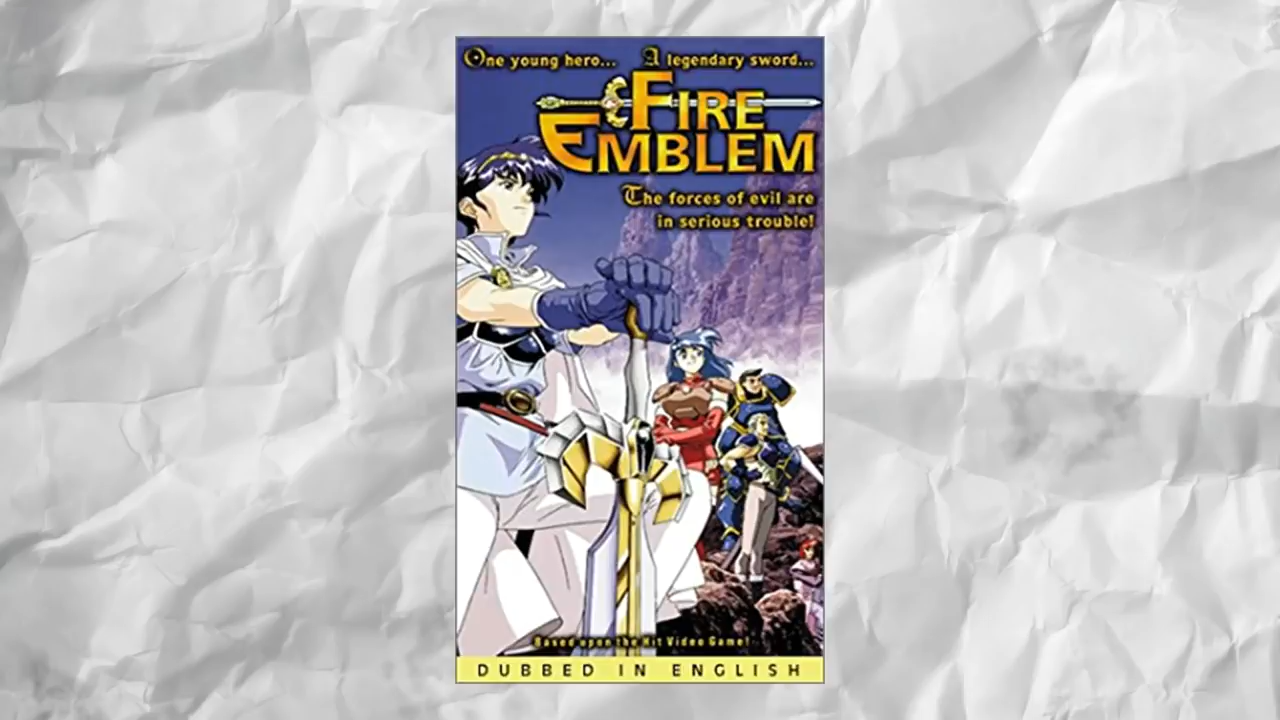 One young hero... A legendary sword...
FIRE
EMBLEM
The forces of evil are
in serious trouble!
Based upon the Hit Video Game!
DUBBED IN ENGLISH